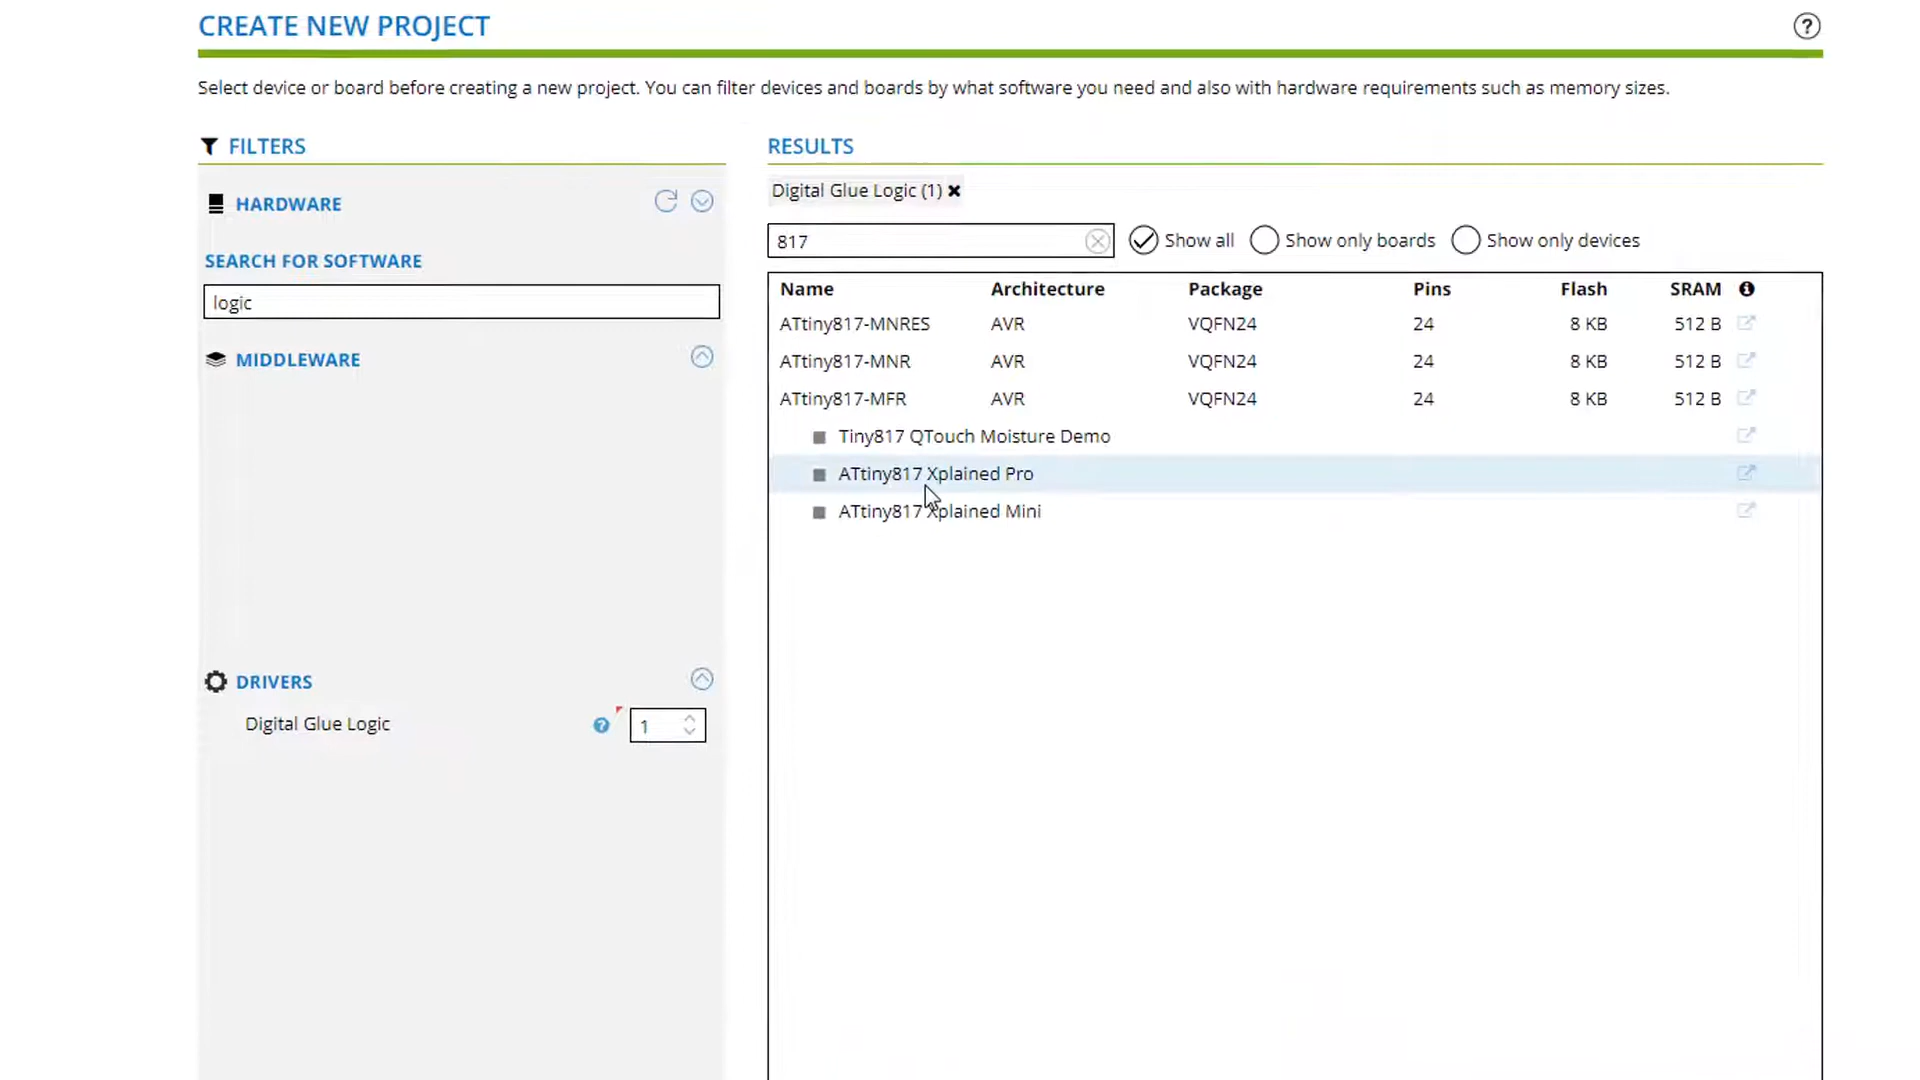 CREATE NEW PROJECT
?
Select device or board before creating a new project. You can filter devices and boards by what software you need and also with hardware requirements such as memory sizes.
FILTERS
HARDWARE
SEARCH FOR SOFTWARE
logic
MIDDLEWARE
DRIVERS
Digital Glue Logic ? 1
RESULTS
Digital Glue Logic (1) ✖
817 Show all Show only boards Show only devices
Name Architecture Package Pins Flash SRAM
ATtiny817-MNRES AVR VQFN24 24 8 KB 512 B
ATtiny817-MNR AVR VQFN24 24 8 KB 512 B
ATtiny817-MFR AVR VQFN24 24 8 KB 512 B
Tiny817 QTouch Moisture Demo
ATtiny817 Xplained Pro
ATtiny817 Xplained Mini